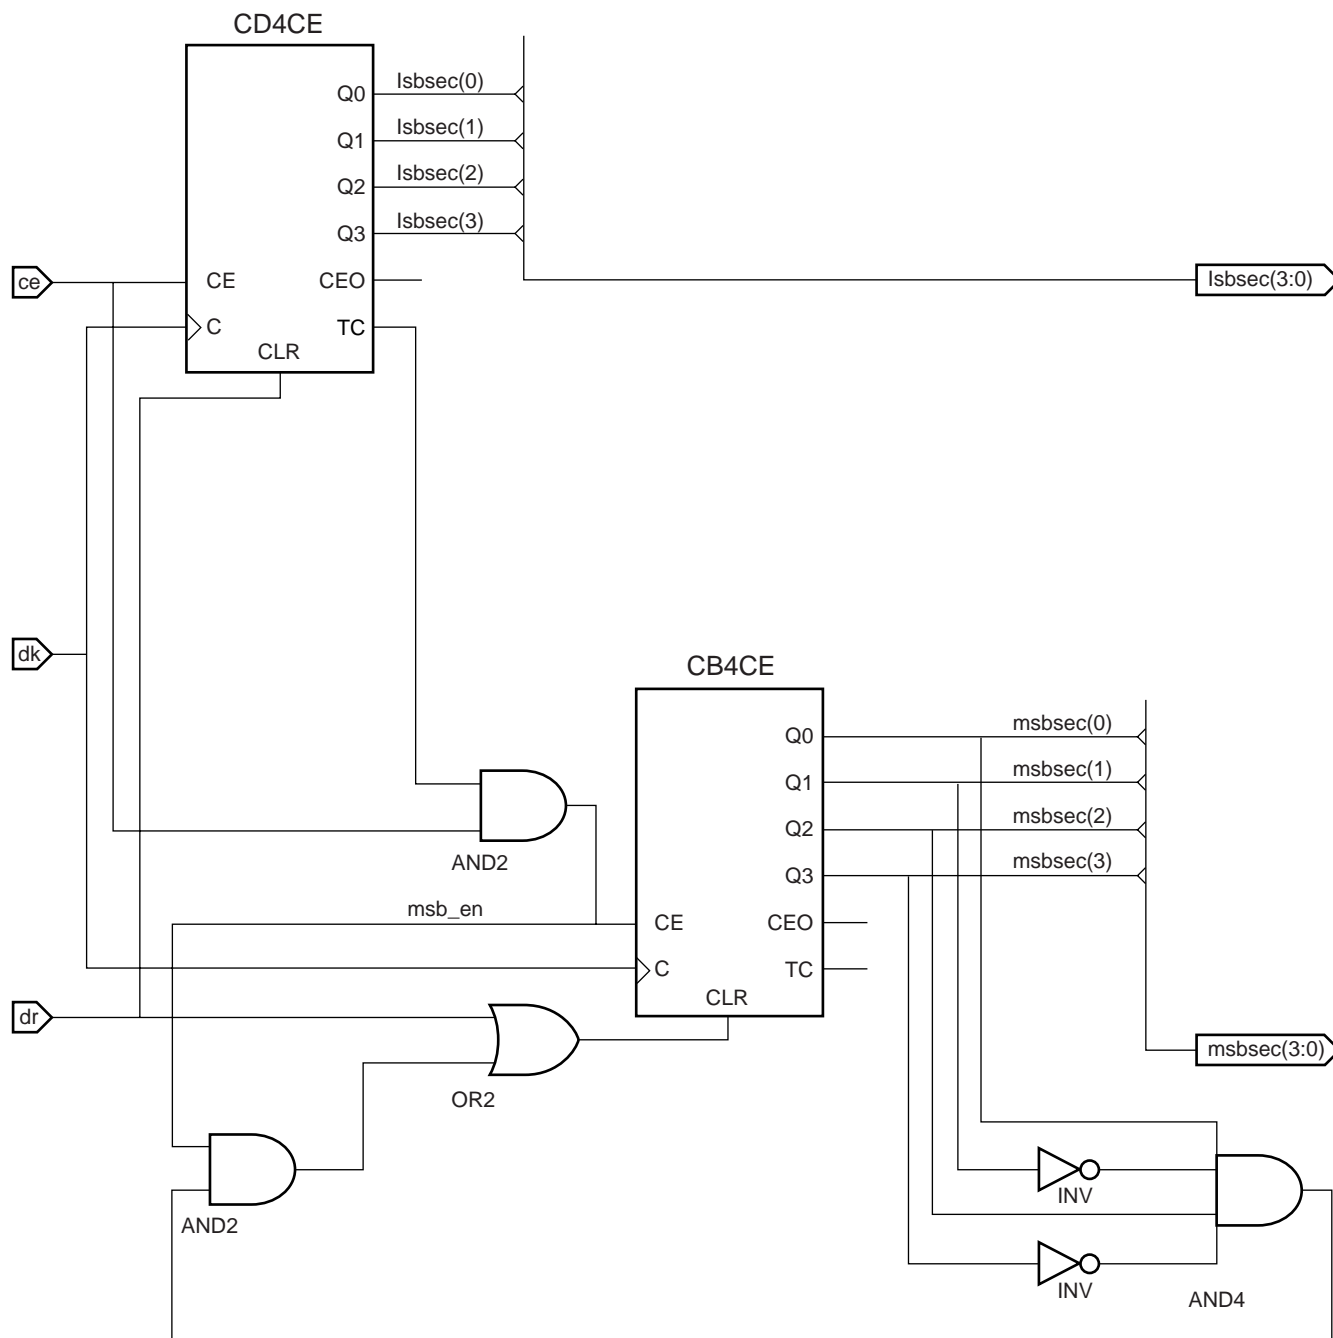 CD4CE
Q0 lsbsec(0)
Q1 lsbsec(1)
Q2 lsbsec(2)
Q3 lsbsec(3)
ce CE CEO lsbsec(3:0)
C TC
CLR
dk
CB4CE
Q0 msbsec(0)
Q1 msbsec(1)
Q2 msbsec(2)
Q3 msbsec(3)
AND2
msb_en CE CEO
C TC
CLR
dr
msbsec(3:0)
OR2
INV
AND2
INV
AND4